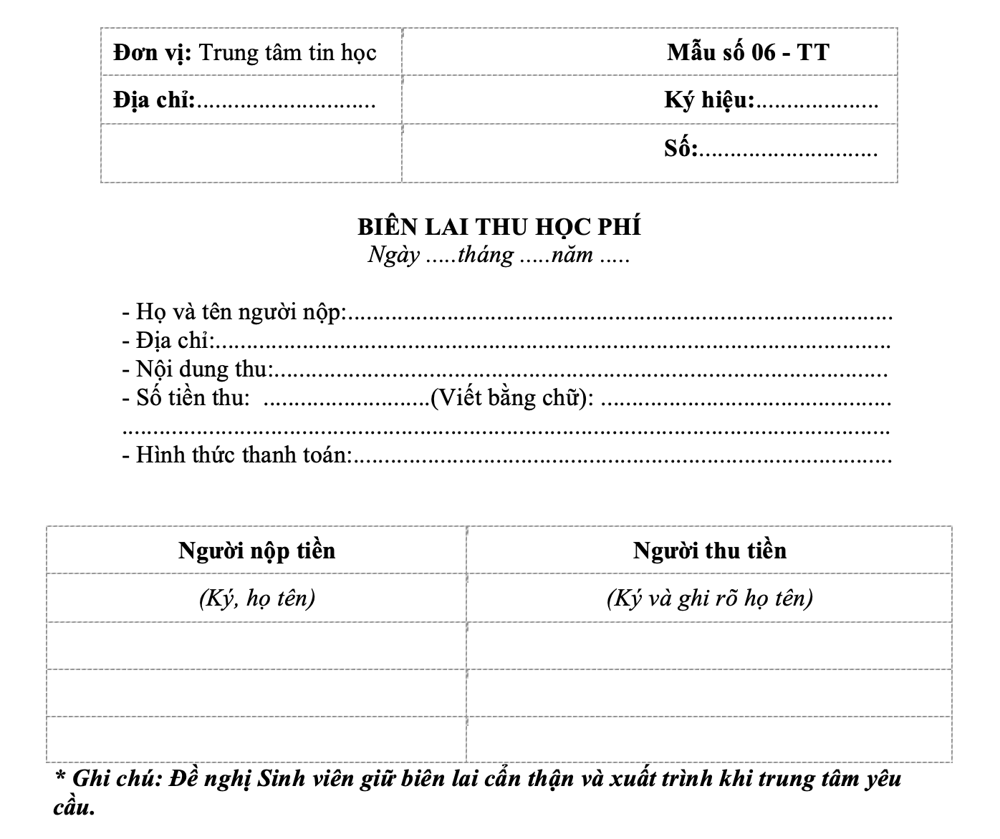 Đơn vị: Trung tâm tin học
Mẫu số 06 - TT
Địa chỉ:.............................
Ký hiệu:....................
Số:.............................
BIÊN LAI THU HỌC PHÍ
Ngày .....tháng .....năm .....
- Họ và tên người nộp:........................................................................................
- Địa chỉ:.............................................................................................................
- Nội dung thu:...................................................................................................
- Số tiền thu:  ...........................(Viết bằng chữ): ...............................................
............................................................................................................................
- Hình thức thanh toán:.......................................................................................
Người nộp tiền
Người thu tiền
(Ký, họ tên)
(Ký và ghi rõ họ tên)
* Ghi chú: Đề nghị Sinh viên giữ biên lai cẩn thận và xuất trình khi trung tâm yêu
cầu.